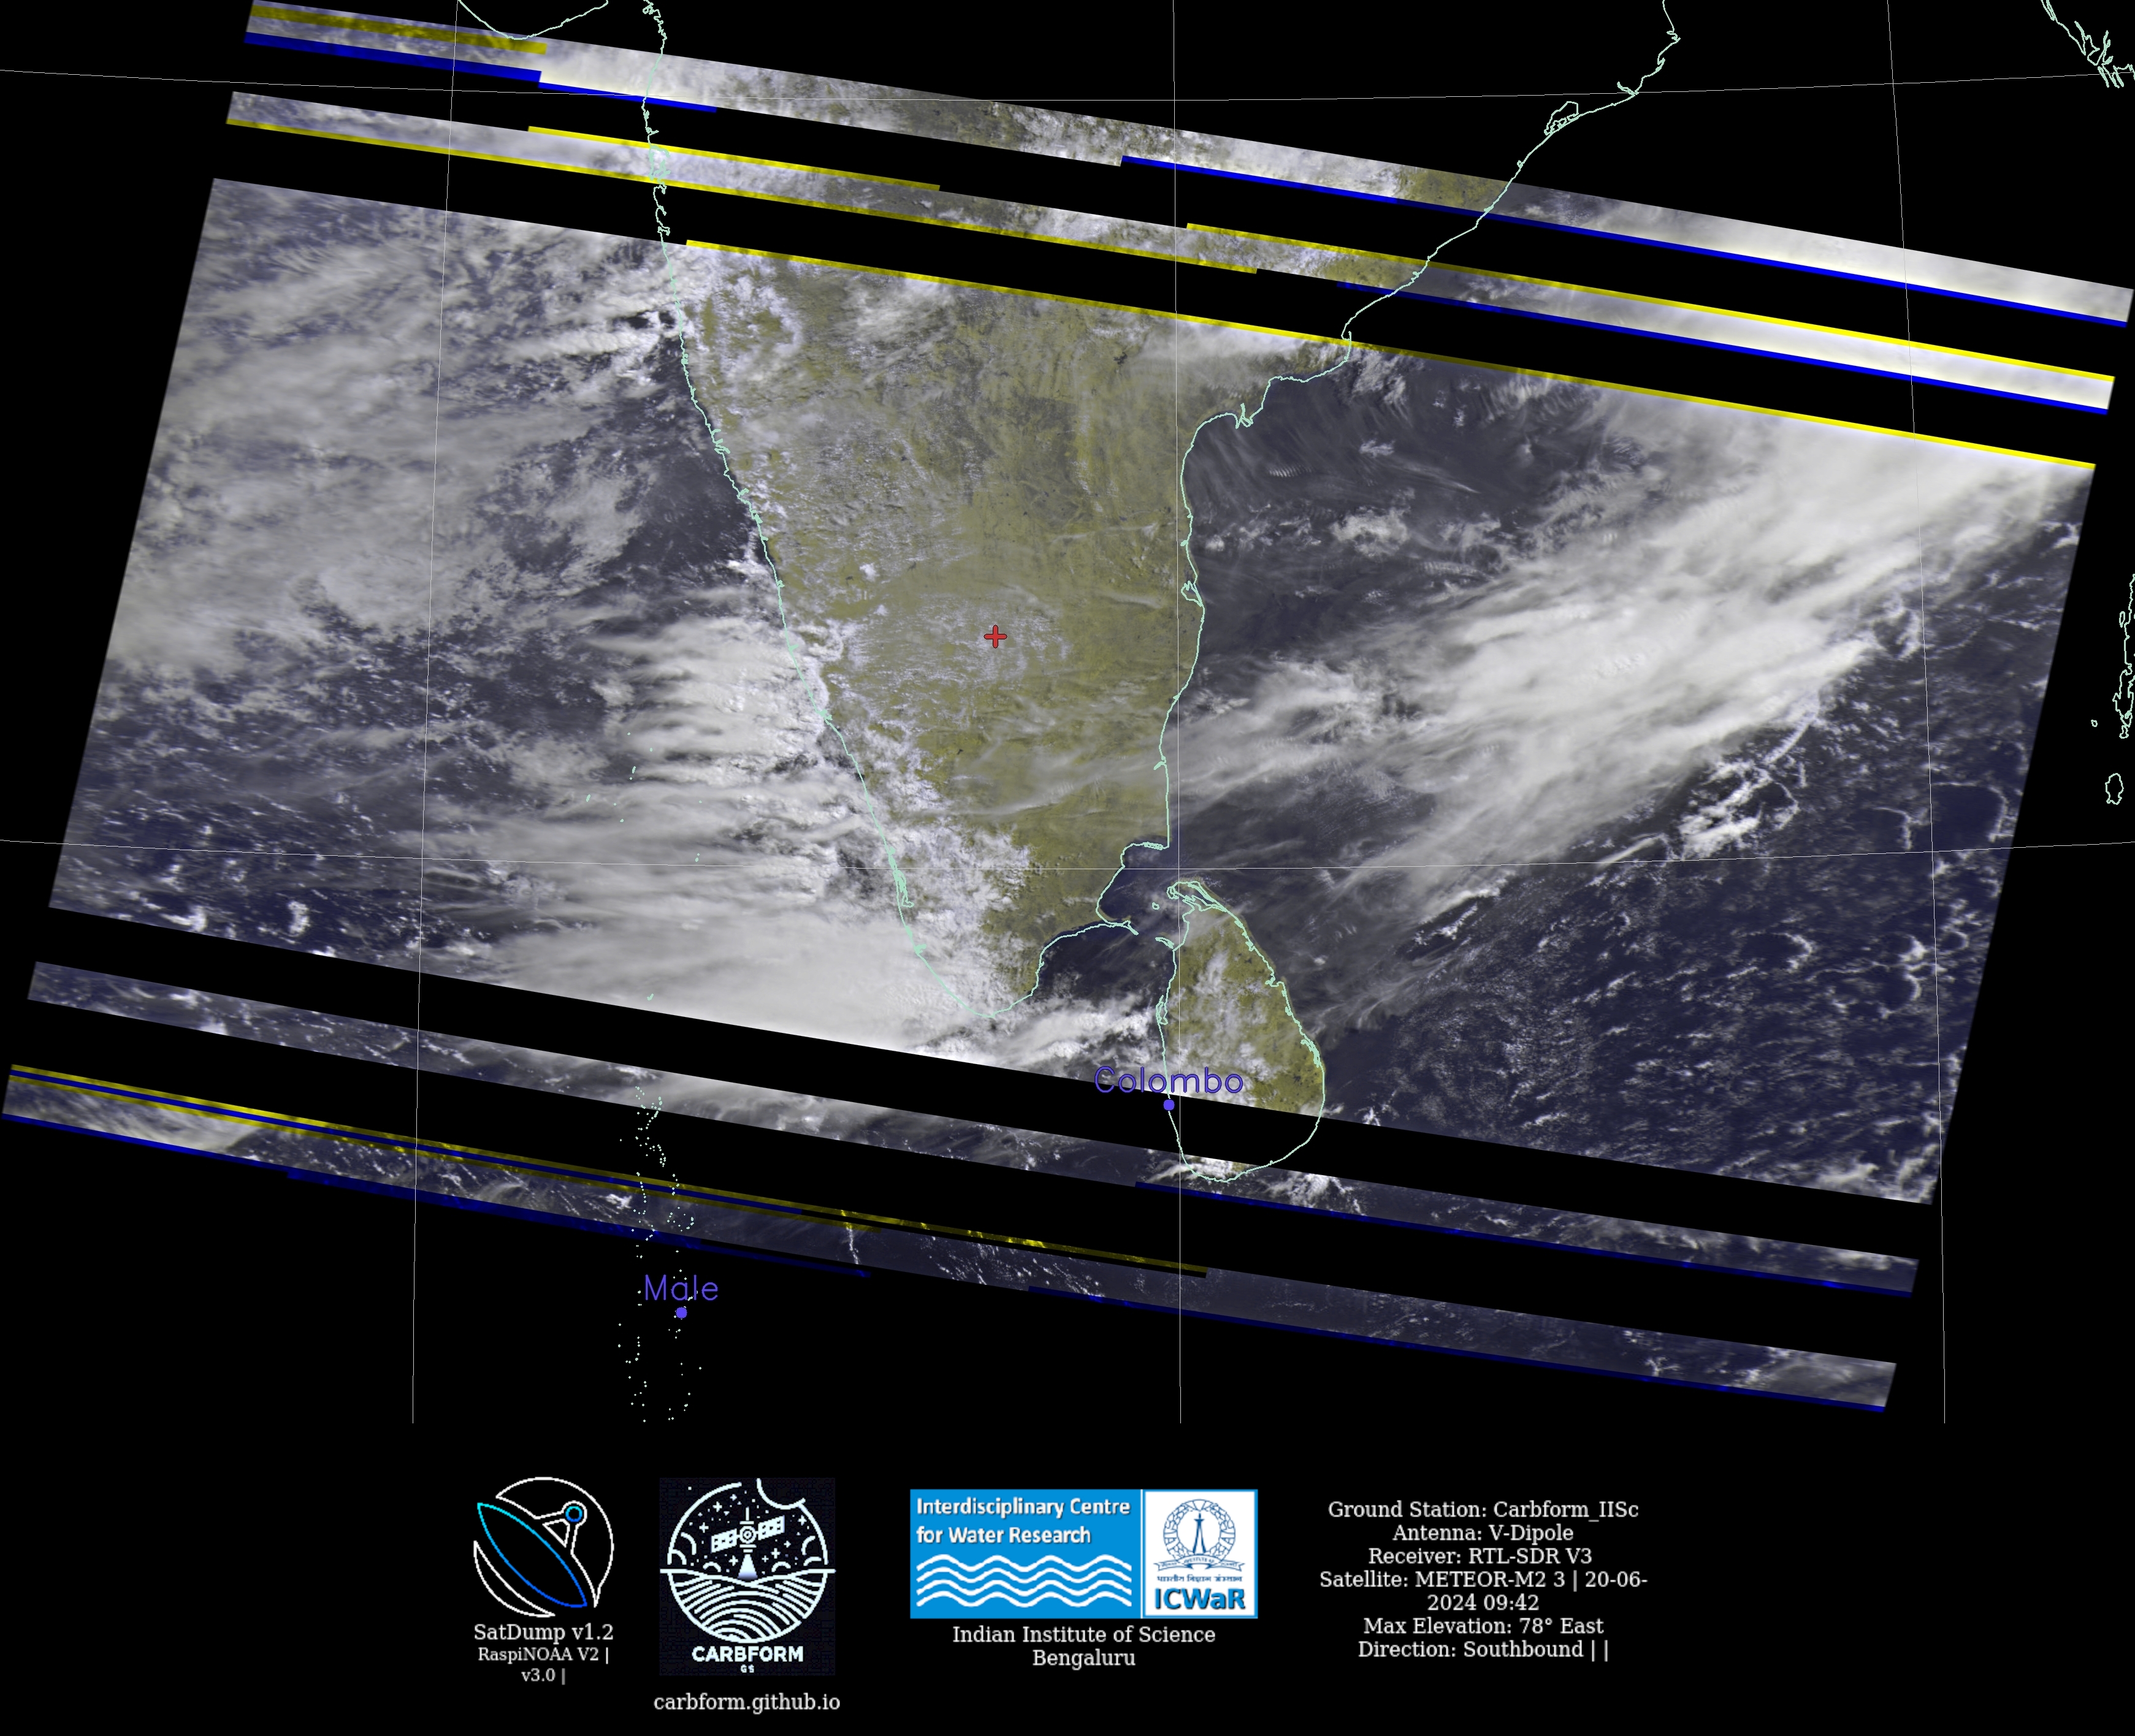 Colombo
Male
Interdisciplinary Centre
for Water Research
ICWaR
SatDump v1.2
RaspiNOAA V2 |
v3.0 |
CARBFORM
GS
carbform.github.io
Indian Institute of Science
Bengaluru
Ground Station: Carbform_IISc
Antenna: V-Dipole
Receiver: RTL-SDR V3
Satellite: METEOR-M2 3 | 20-06-
2024 09:42
Max Elevation: 78° East
Direction: Southbound | |